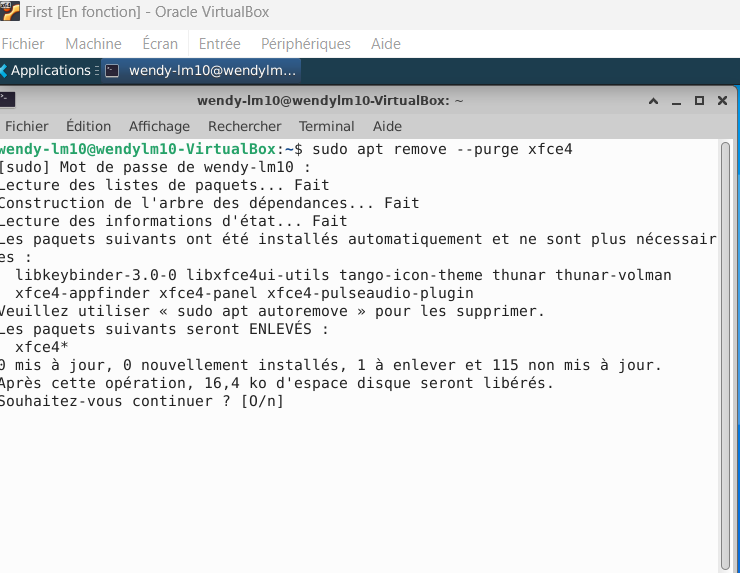 First [En fonction] - Oracle VirtualBox
Fichier Machine Écran Entrée Périphériques Aide
Applications wendy-lm10@wendylm...
wendy-lm10@wendylm10-VirtualBox: ~
Fichier Édition Affichage Rechercher Terminal Aide
wendy-lm10@wendylm10-VirtualBox:~$ sudo apt remove --purge xfce4
[sudo] Mot de passe de wendy-lm10 :
Lecture des listes de paquets... Fait
Construction de l'arbre des dépendances... Fait
Lecture des informations d'état... Fait
Les paquets suivants ont été installés automatiquement et ne sont plus nécessair
es :
libkeybinder-3.0-0 libxfce4ui-utils tango-icon-theme thunar thunar-volman
xfce4-appfinder xfce4-panel xfce4-pulseaudio-plugin
Veuillez utiliser « sudo apt autoremove » pour les supprimer.
Les paquets suivants seront ENLEVÉS :
xfce4*
0 mis à jour, 0 nouvellement installés, 1 à enlever et 115 non mis à jour.
Après cette opération, 16,4 ko d'espace disque seront libérés.
Souhaitez-vous continuer ? [O/n]